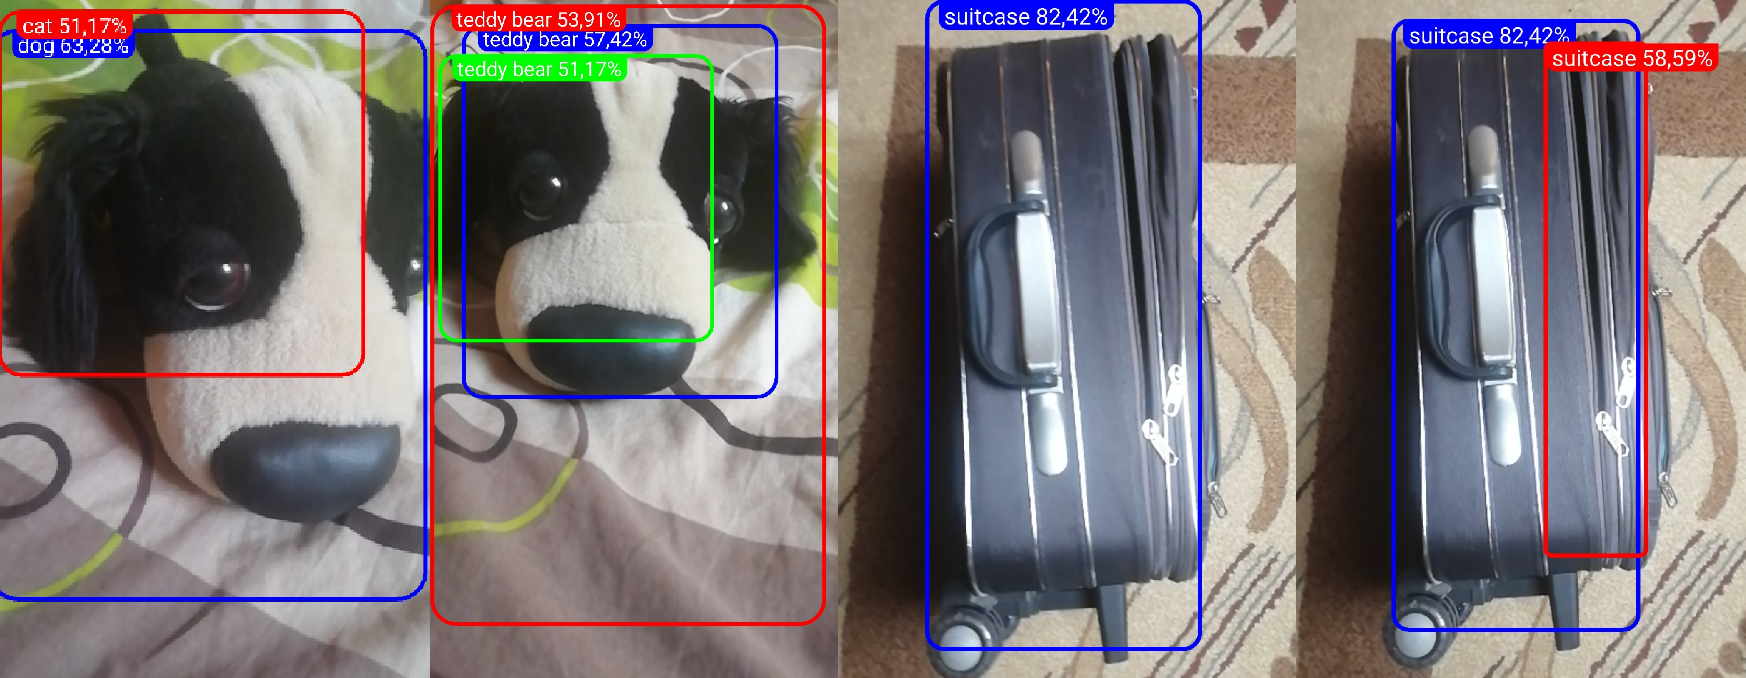 cat 51,17%
dog 63,28%
teddy bear 53,91%
teddy bear 57,42%
teddy bear 51,17%
suitcase 82,42%
suitcase 82,42%
suitcase 58,59%